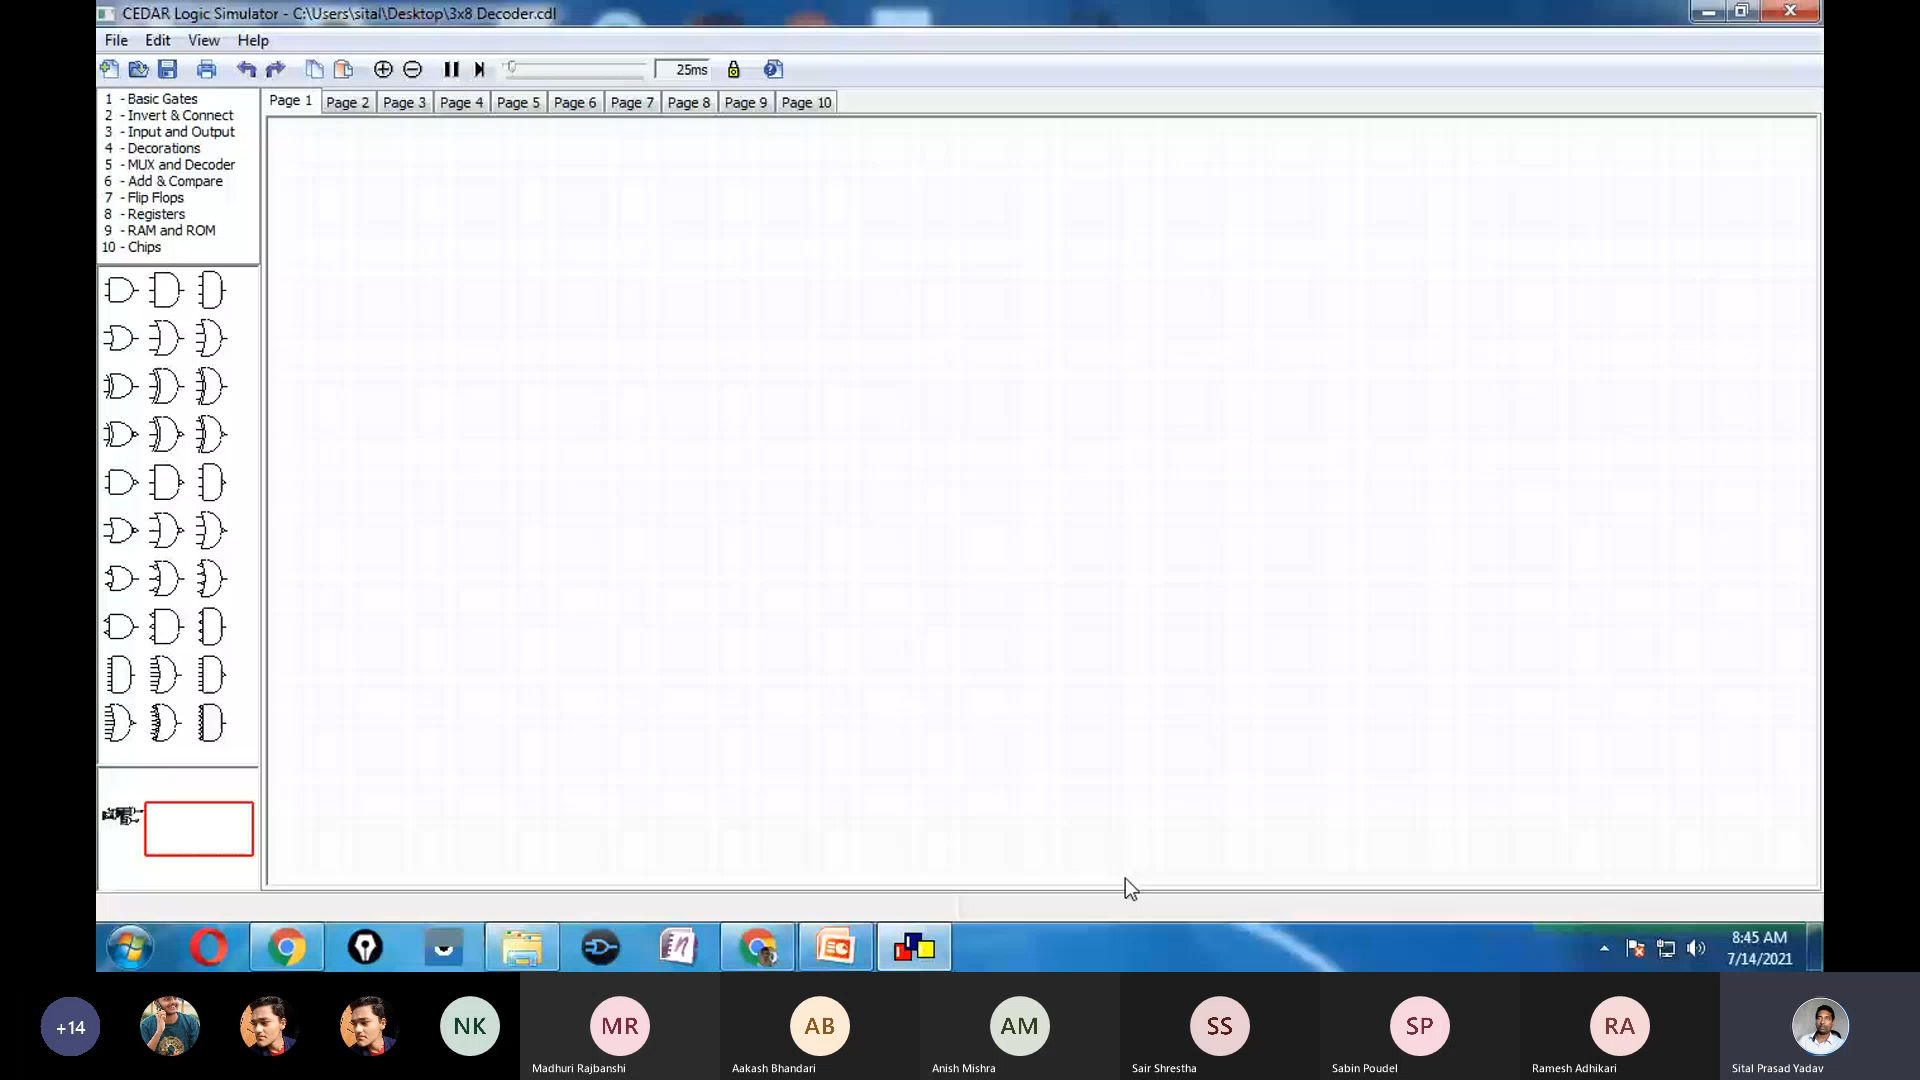 CEDAR Logic Simulator - C:\Users\sital\Desktop\3x8 Decoder.cdl
File Edit View Help
25ms
1 - Basic Gates
2 - Invert & Connect
3 - Input and Output
4 - Decorations
5 - MUX and Decoder
6 - Add & Compare
7 - Flip Flops
8 - Registers
9 - RAM and ROM
10 - Chips
Page 1 Page 2 Page 3 Page 4 Page 5 Page 6 Page 7 Page 8 Page 9 Page 10
8:45 AM
7/14/2021
+14 NK MR AB AM SS SP RA
Madhuri Rajbanshi Aakash Bhandari Anish Mishra Sair Shrestha Sabin Poudel Ramesh Adhikari Sital Prasad Yadav